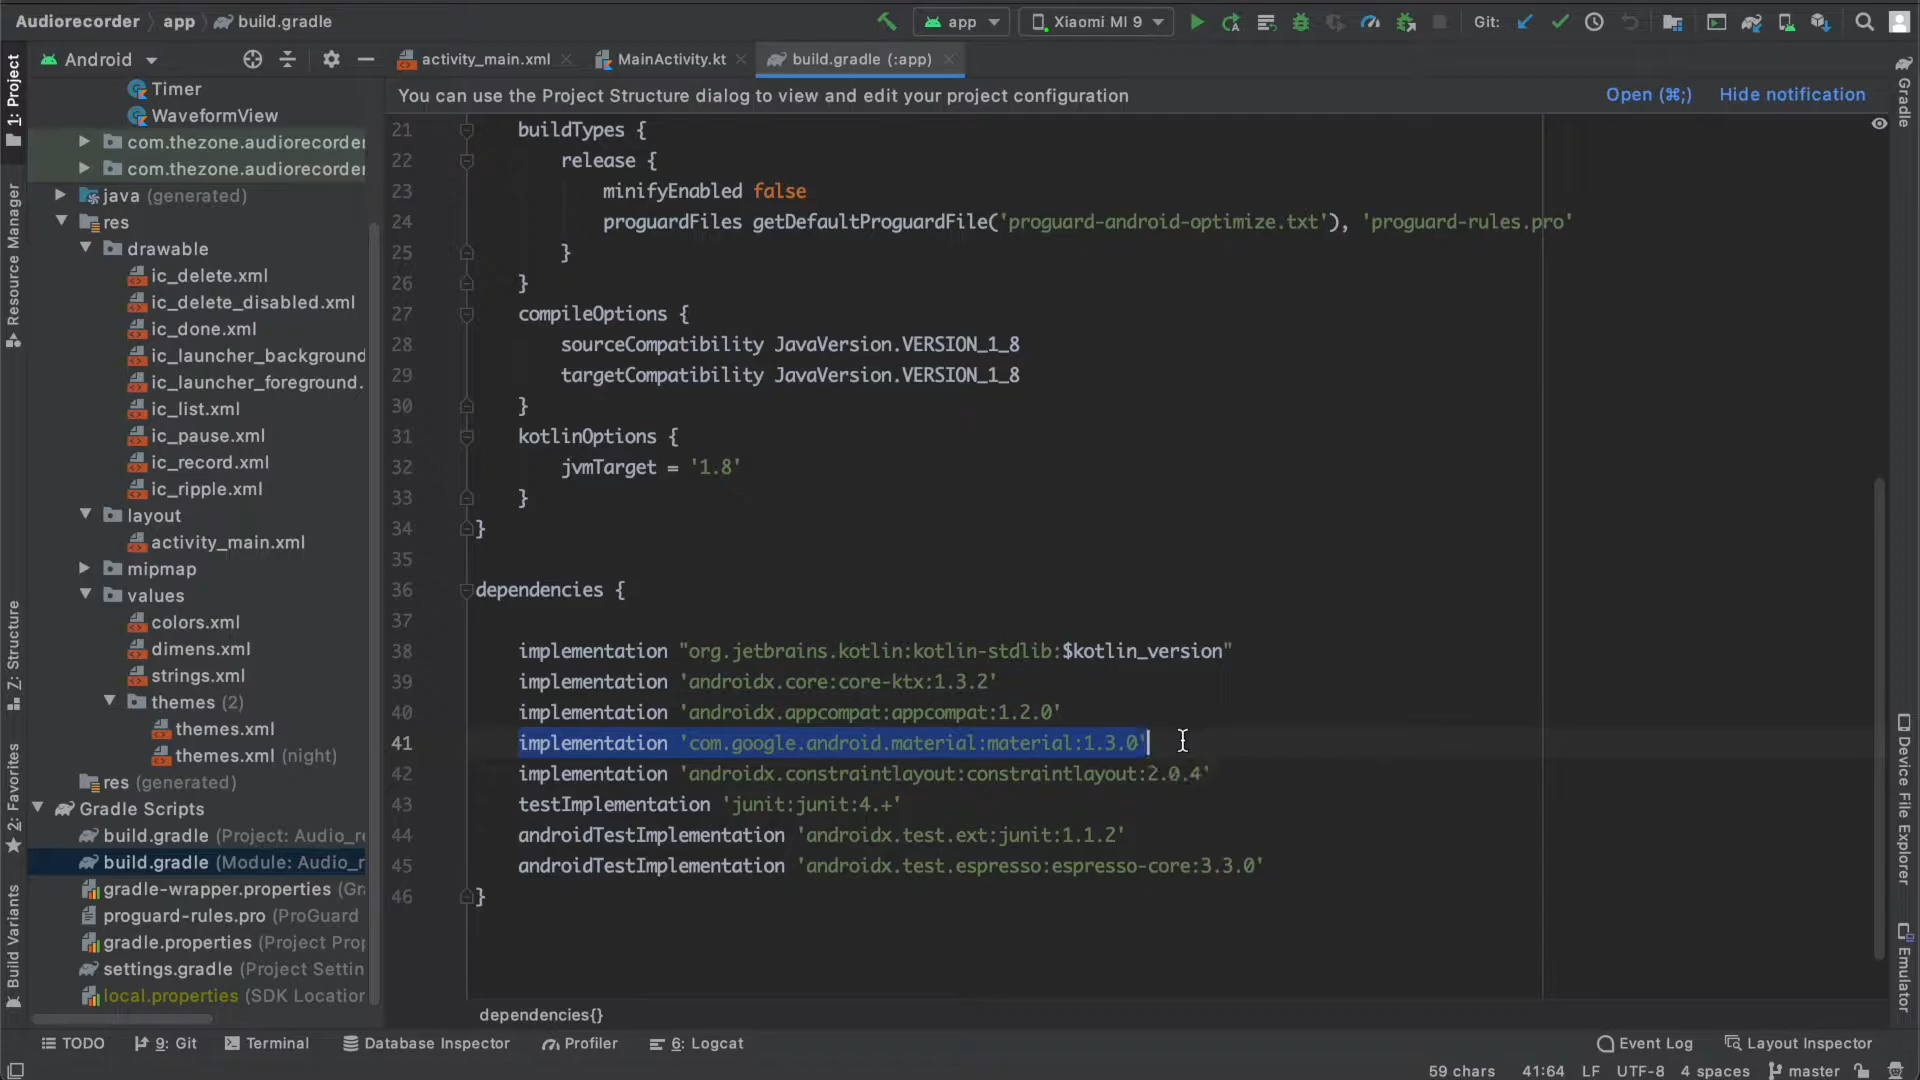 Audiorecorder app build.gradle app Xiaomi MI 9 Git:
Android activity_main.xml MainActivity.kt build.gradle (:app)
You can use the Project Structure dialog to view and edit your project configuration Open (⌘;) Hide notification
1: Project
Resource Manager
Z: Structure
2: Favorites
Build Variants
Timer
WaveformView
com.thezone.audiorecorder
com.thezone.audiorecorder
java (generated)
res
drawable
ic_delete.xml
ic_delete_disabled.xml
ic_done.xml
ic_launcher_background
ic_launcher_foreground.
ic_list.xml
ic_pause.xml
ic_record.xml
ic_ripple.xml
layout
activity_main.xml
mipmap
values
colors.xml
dimens.xml
strings.xml
themes (2)
themes.xml
themes.xml (night)
res (generated)
Gradle Scripts
build.gradle (Project: Audio_re
build.gradle (Module: Audio_r
gradle-wrapper.properties (Gra
proguard-rules.pro (ProGuard
gradle.properties (Project Prop
settings.gradle (Project Settin
local.properties (SDK Location
21 buildTypes {
22 release {
23 minifyEnabled false
24 proguardFiles getDefaultProguardFile('proguard-android-optimize.txt'), 'proguard-rules.pro'
25 }
26 }
27 compileOptions {
28 sourceCompatibility JavaVersion.VERSION_1_8
29 targetCompatibility JavaVersion.VERSION_1_8
30 }
31 kotlinOptions {
32 jvmTarget = '1.8'
33 }
34 }
35
36 dependencies {
37
38 implementation "org.jetbrains.kotlin:kotlin-stdlib:$kotlin_version"
39 implementation 'androidx.core:core-ktx:1.3.2'
40 implementation 'androidx.appcompat:appcompat:1.2.0'
41 implementation 'com.google.android.material:material:1.3.0'
42 implementation 'androidx.constraintlayout:constraintlayout:2.0.4'
43 testImplementation 'junit:junit:4.+'
44 androidTestImplementation 'androidx.test.ext:junit:1.1.2'
45 androidTestImplementation 'androidx.test.espresso:espresso-core:3.3.0'
46 }
dependencies{}
Gradle
Device File Explorer
Emulator
TODO 9: Git Terminal Database Inspector Profiler 6: Logcat Event Log Layout Inspector
59 chars 41:64 LF UTF-8 4 spaces master